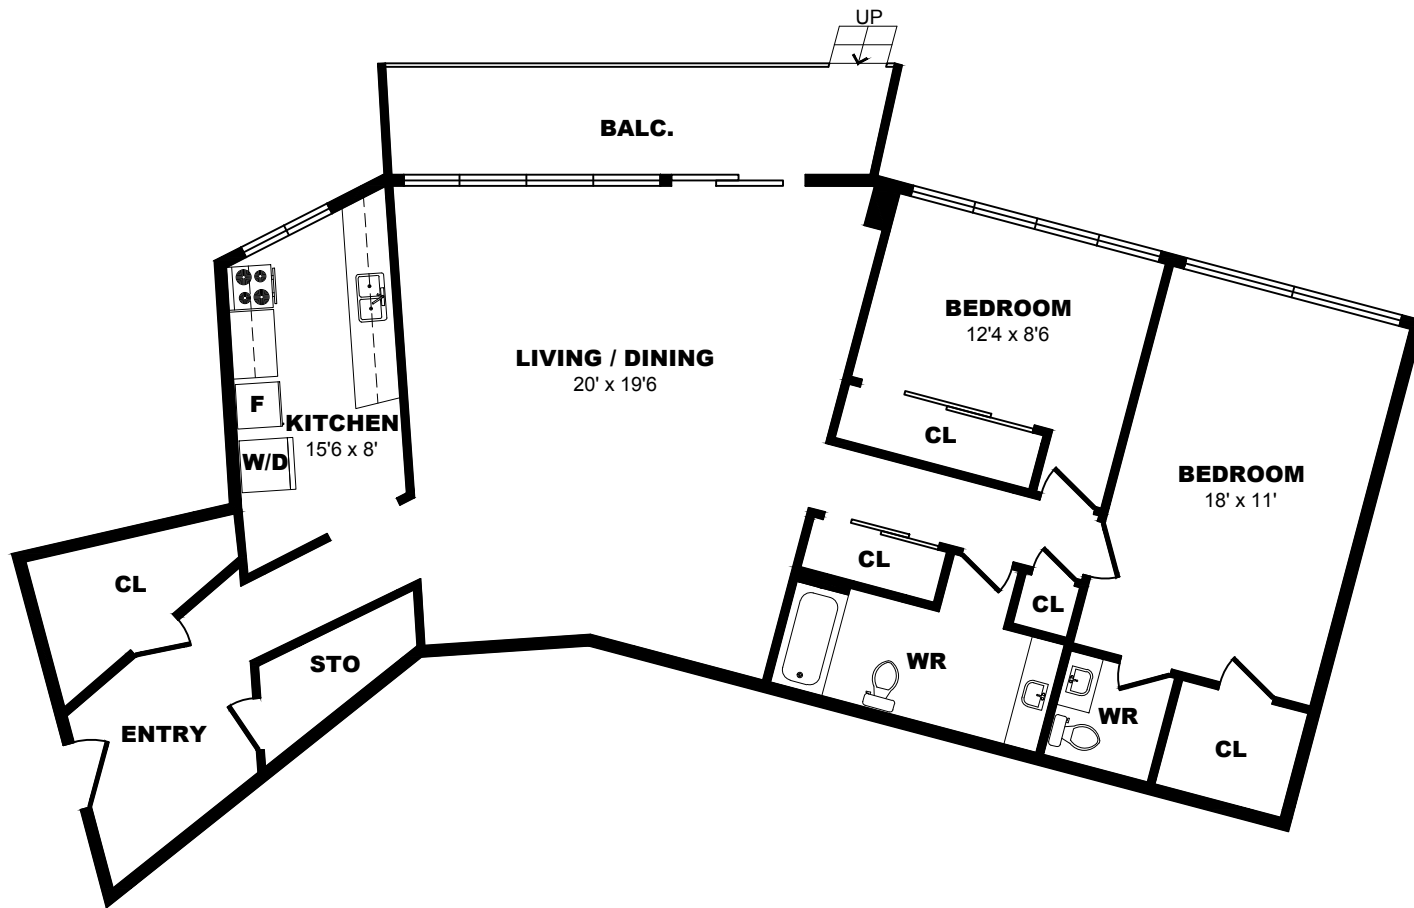 UP
BALC.
BEDROOM
12'4 x 8'6
LIVING / DINING
20' x 19'6
F
KITCHEN
15'6 x 8'
W/D
CL
BEDROOM
18' x 11'
CL
CL
CL
STO
WR
WR
ENTRY
CL